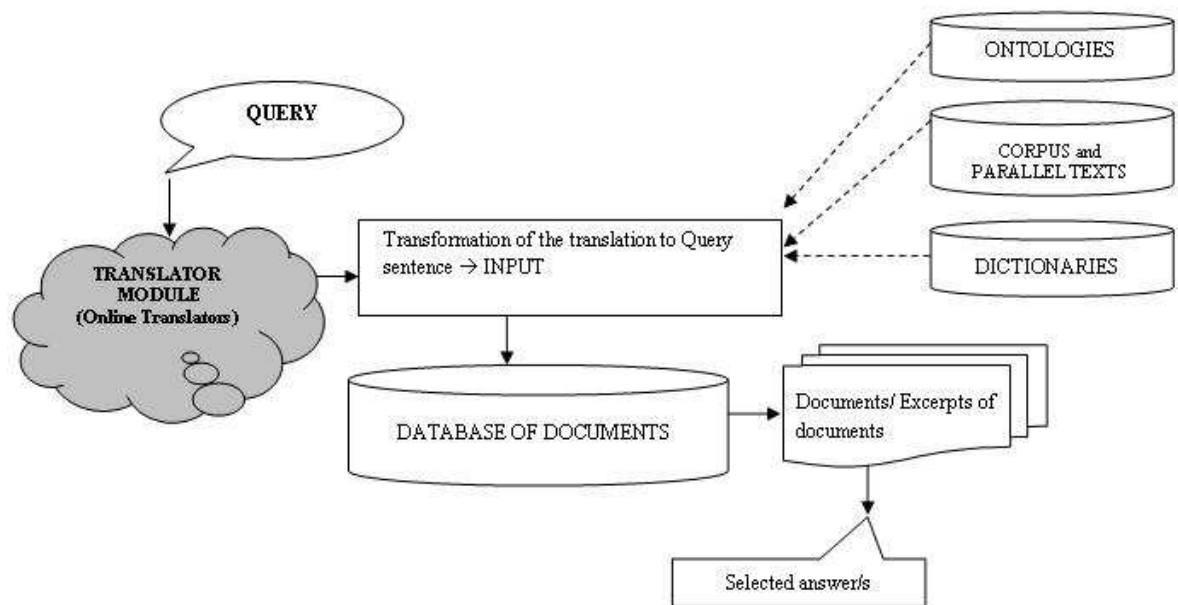 QUERY
TRANSLATOR
MODULE
(Online Translators)
Transformation of the translation to Query
sentence → INPUT
ONTOLOGIES
CORPUS and
PARALLEL TEXTS
DICTIONARIES
DATABASE OF DOCUMENTS
Documents/ Excerpts of
documents
Selected answer/s